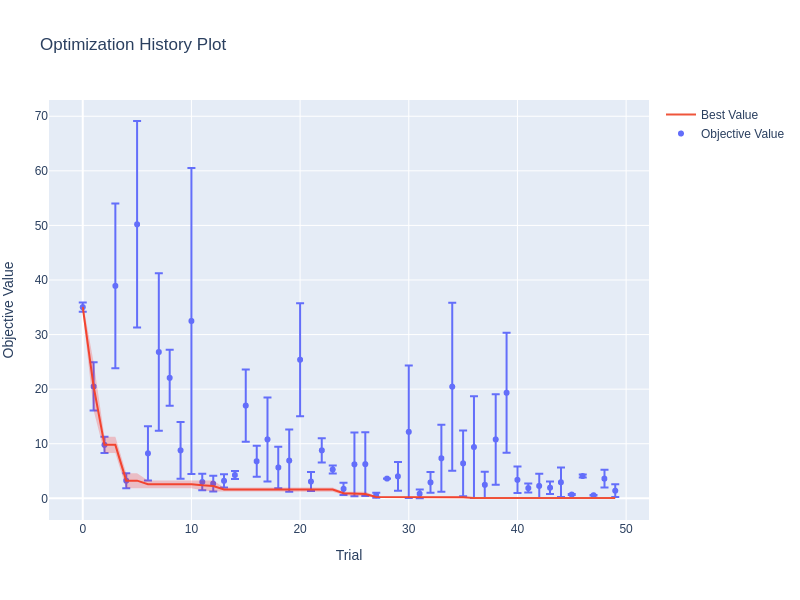 Optimization History Plot
Best Value
Objective Value
70
60
50
40
30
20
10
0
Objective Value
0 10 20 30 40 50
Trial